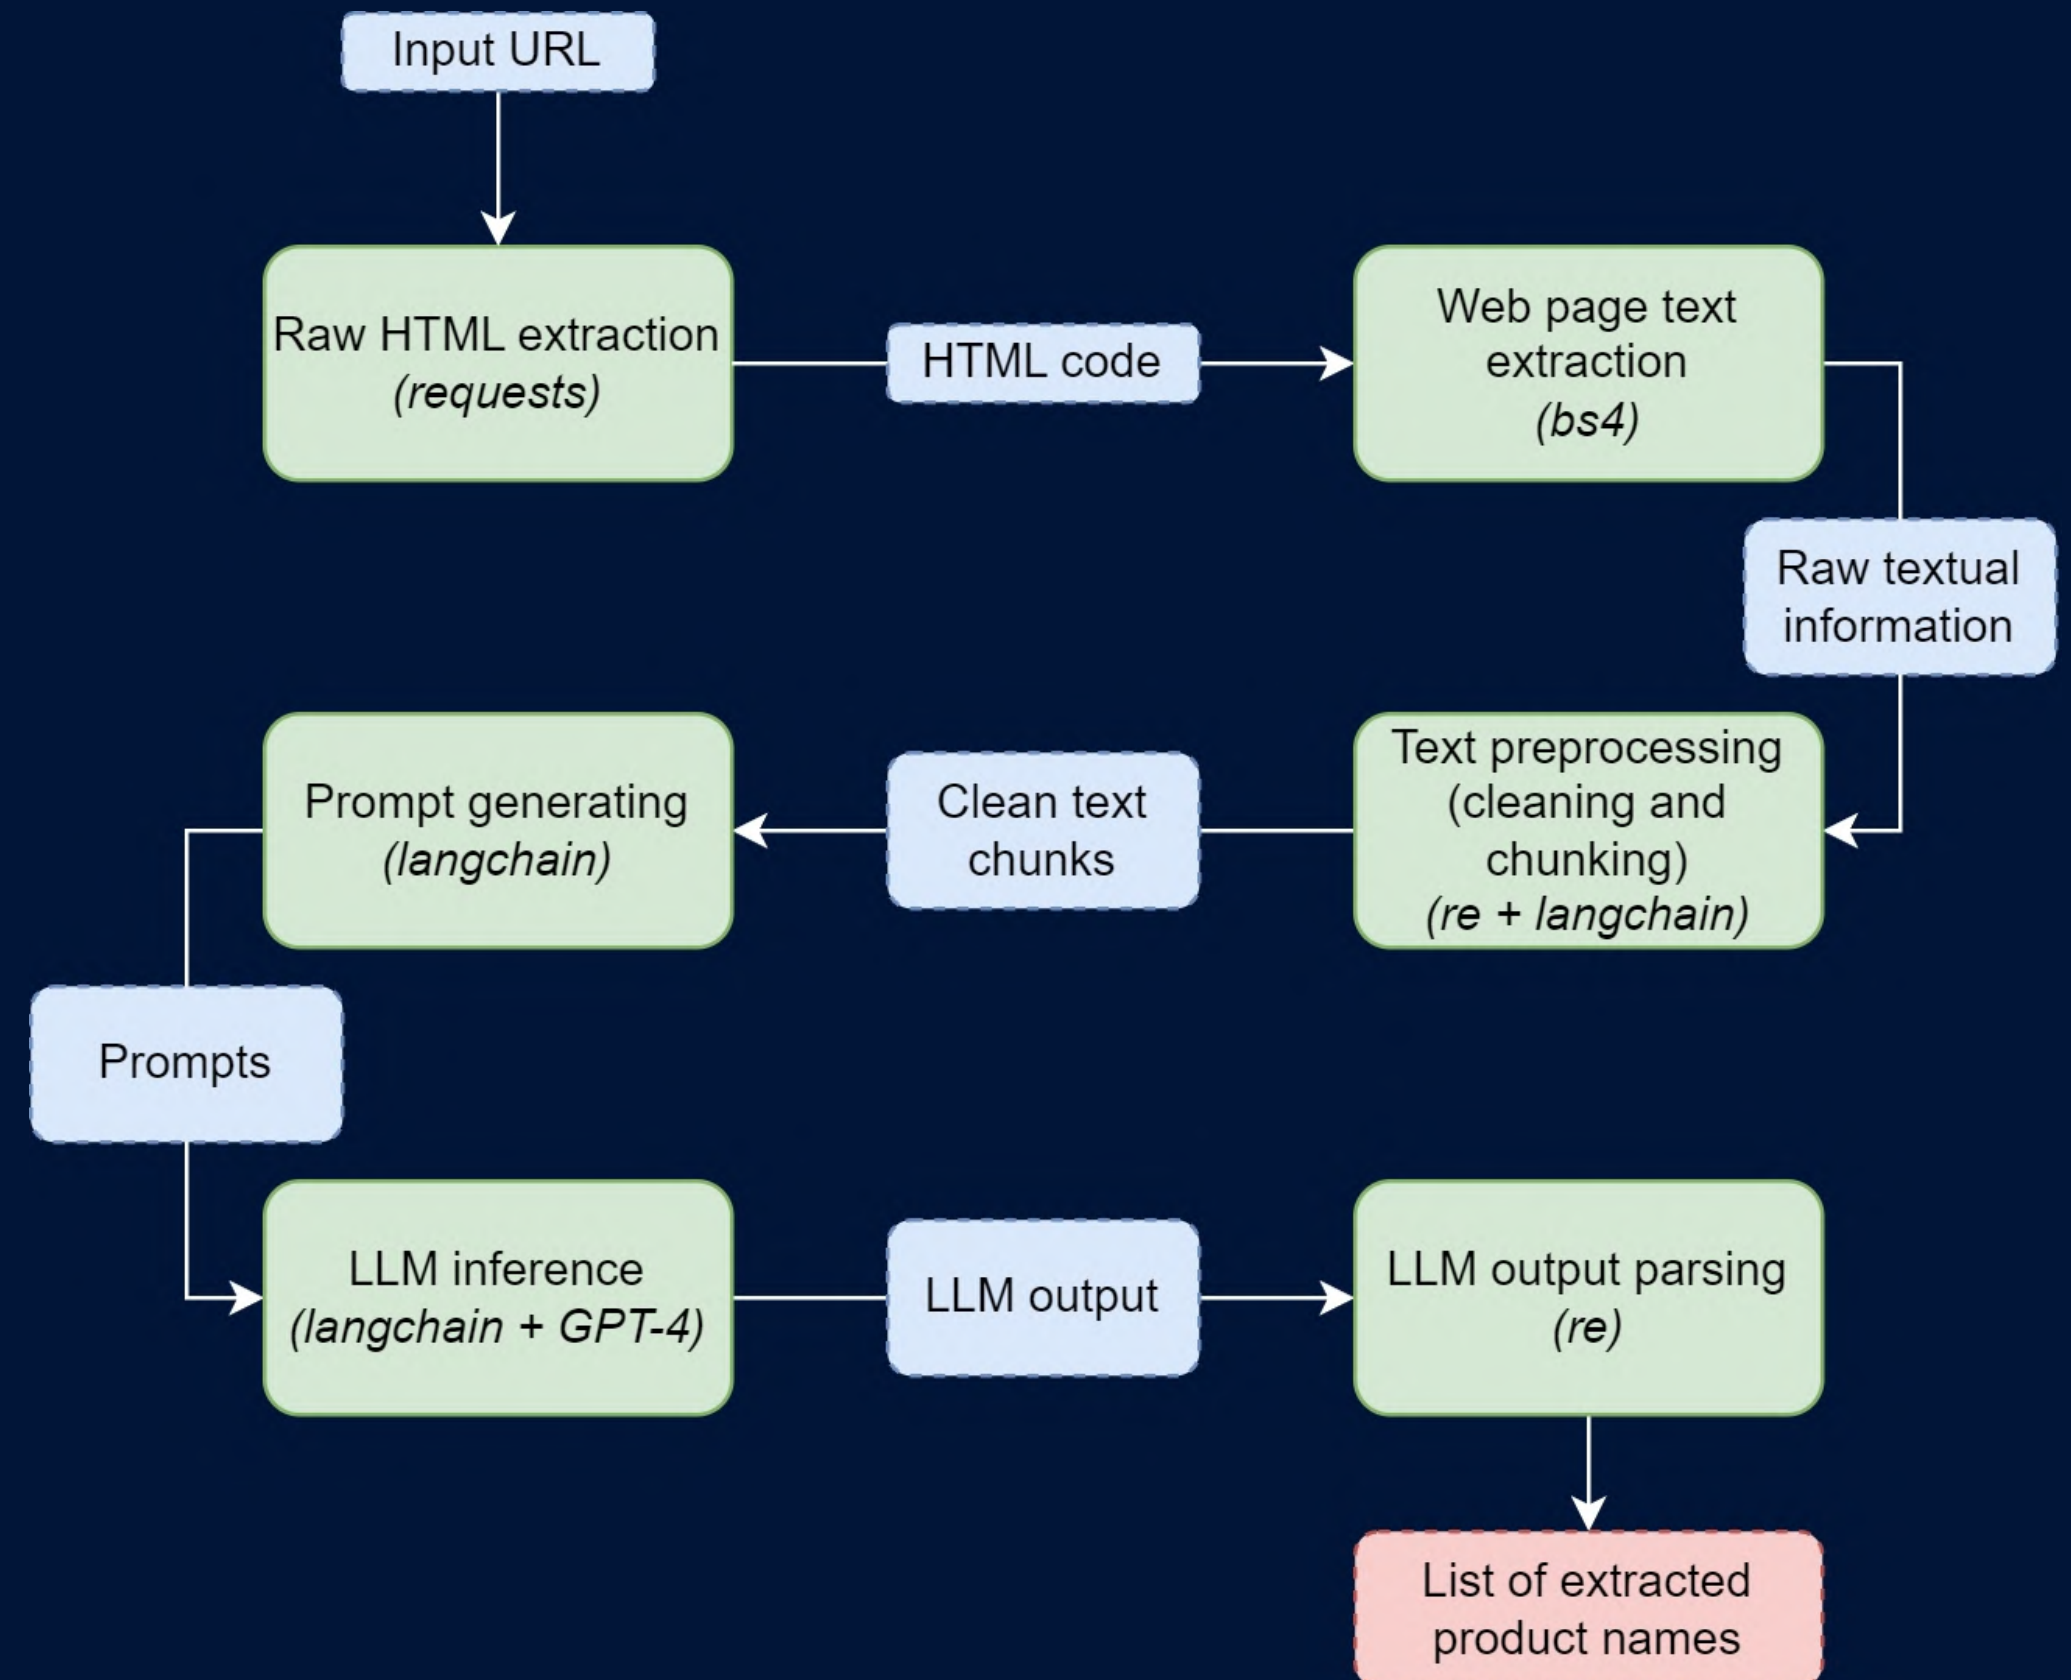 Input URL
Raw HTML extraction
(requests)
HTML code
Web page text
extraction
(bs4)
Raw textual
information
Text preprocessing
(cleaning and
chunking)
(re + langchain)
Clean text
chunks
Prompt generating
(langchain)
Prompts
LLM inference
(langchain + GPT-4)
LLM output
LLM output parsing
(re)
List of extracted
product names